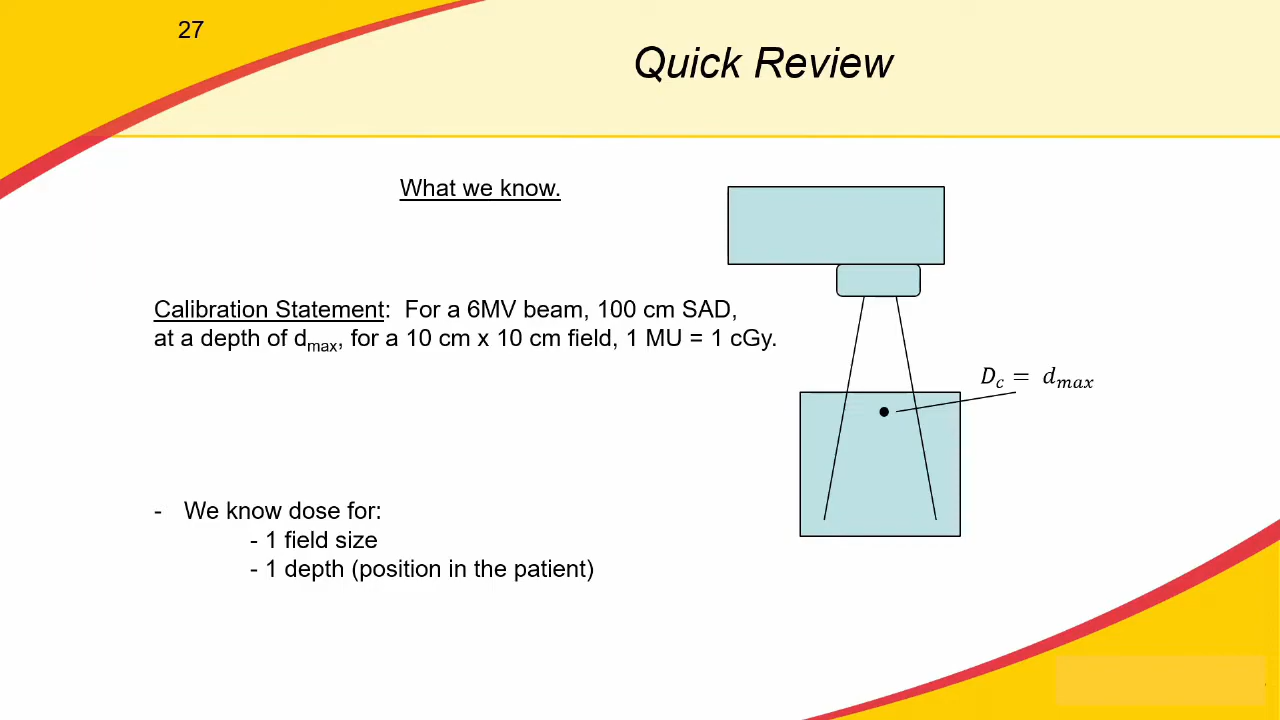 27
Quick Review
What we know.
Calibration Statement: For a 6MV beam, 100 cm SAD,
at a depth of dmax, for a 10 cm x 10 cm field, 1 MU = 1 cGy.
D_c = d_max
- We know dose for:
- 1 field size
- 1 depth (position in the patient)